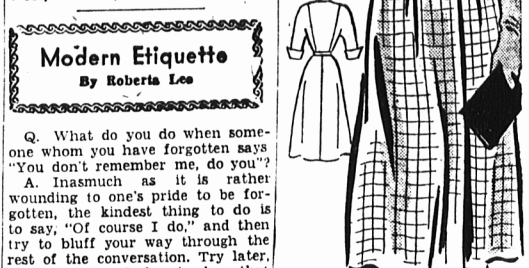 Modern Etiquette
By Roberta Lee
Q. What do you do when some-
one whom you have forgotten says
"You don't remember me, do you"?
A. Inasmuch as it is rather
wounding to one's pride to be for-
gotten, the kindest thing to do is
to say, "Of course I do," and then
try to bluff your way through the
rest of the conversation. Try later,
that